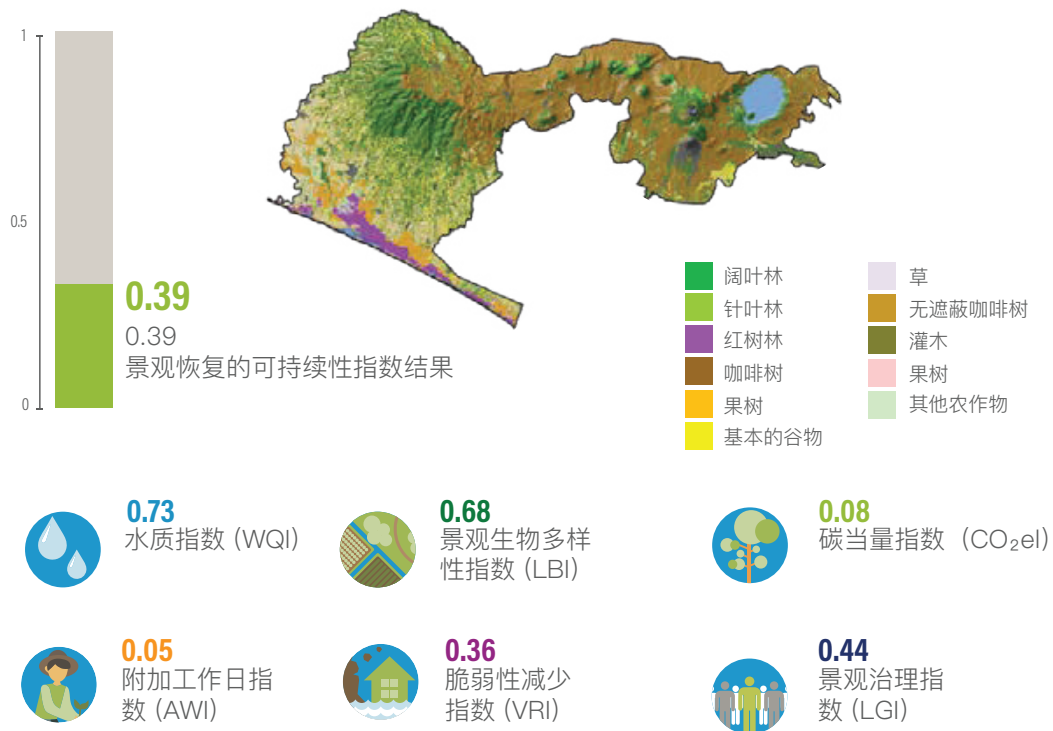 1
0.5
0
0.39
0.39
景观恢复的可持续性指数结果
阔叶林
针叶林
红树林
咖啡树
果树
基本的谷物
草
无遮蔽咖啡树
灌木
果树
其他农作物
0.73
水质指数 (WQI)
0.68
景观生物多样
性指数 (LBI)
0.08
碳当量指数（CO₂eI)
0.05
附加工作日指
数 (AWI)
0.36
脆弱性减少
指数 (VRI)
0.44
景观治理指
数 (LGI)